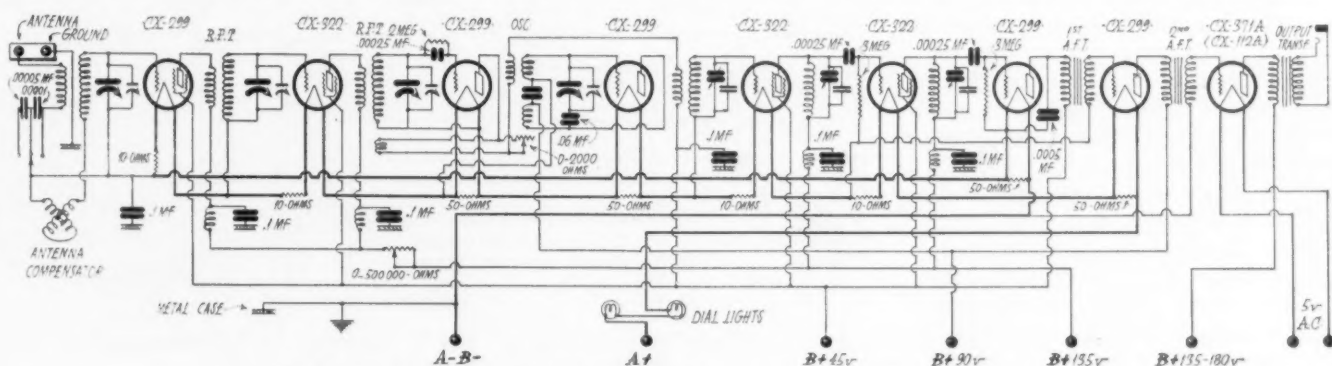 ANTENNA
GROUND
.00025 MF
.0001
ANTENNA
COMPENSATOR
10-OHMS
.1 MF
CX-299
R.F.T.
.1 MF
CX-322
10-OHMS
.1 MF
0-500,000-OHMS
R.F.T.
2 MEG
.00025 MF
CX-299
0-2000
OHMS
50-OHMS
OSC
.06 MF
CX-299
50-OHMS
.1 MF
CX-322
10-OHMS
.00025 MF
3 MEG
.1 MF
CX-322
10-OHMS
.00025 MF
3 MEG
.1 MF
CX-299
50-OHMS
.0005
MF
1ST
A.F.T.
CX-299
50-OHMS
2ND
A.F.T.
CX-371A
(CX-112A)
OUTPUT
TRANSF.
METAL CASE
DIAL LIGHTS
5v-
A.C.
A-B-
A+
B+45v-
B+90v-
B+135v-
B+135-180v-